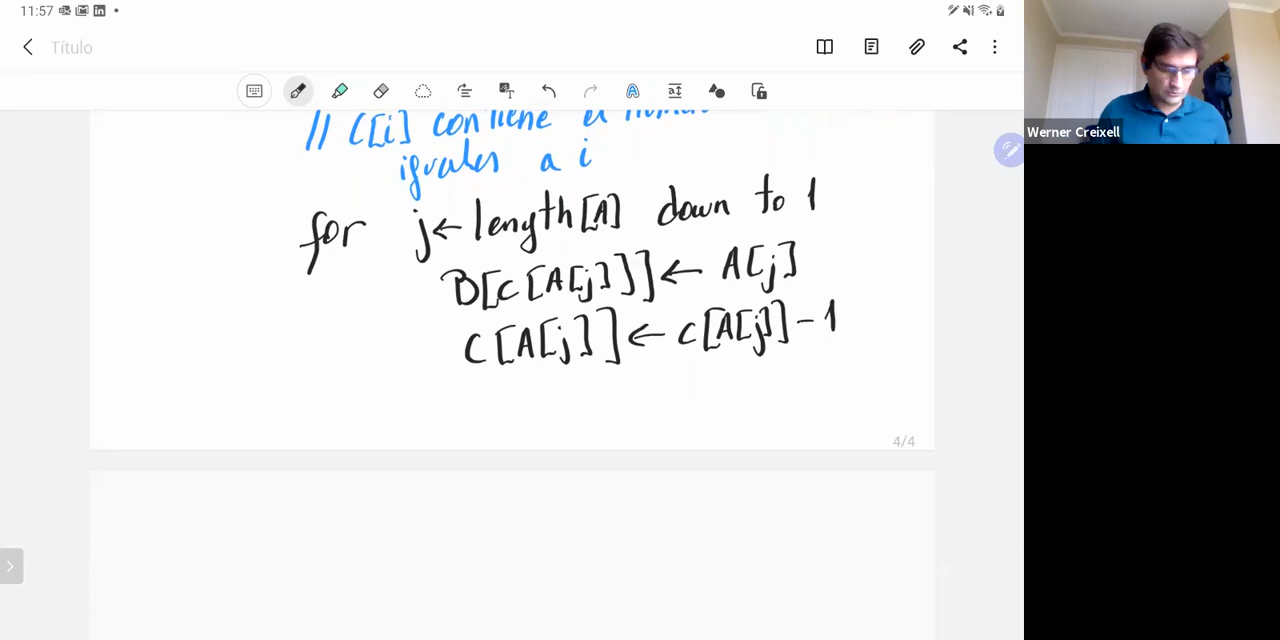 11:57
Título
// C[i] contiene el
iguales a i
for j←length[A] down to 1
B[C[A[j]]]← A[j]
C[A[j]]← C[A[j]]-1
4/4
Werner Creixell